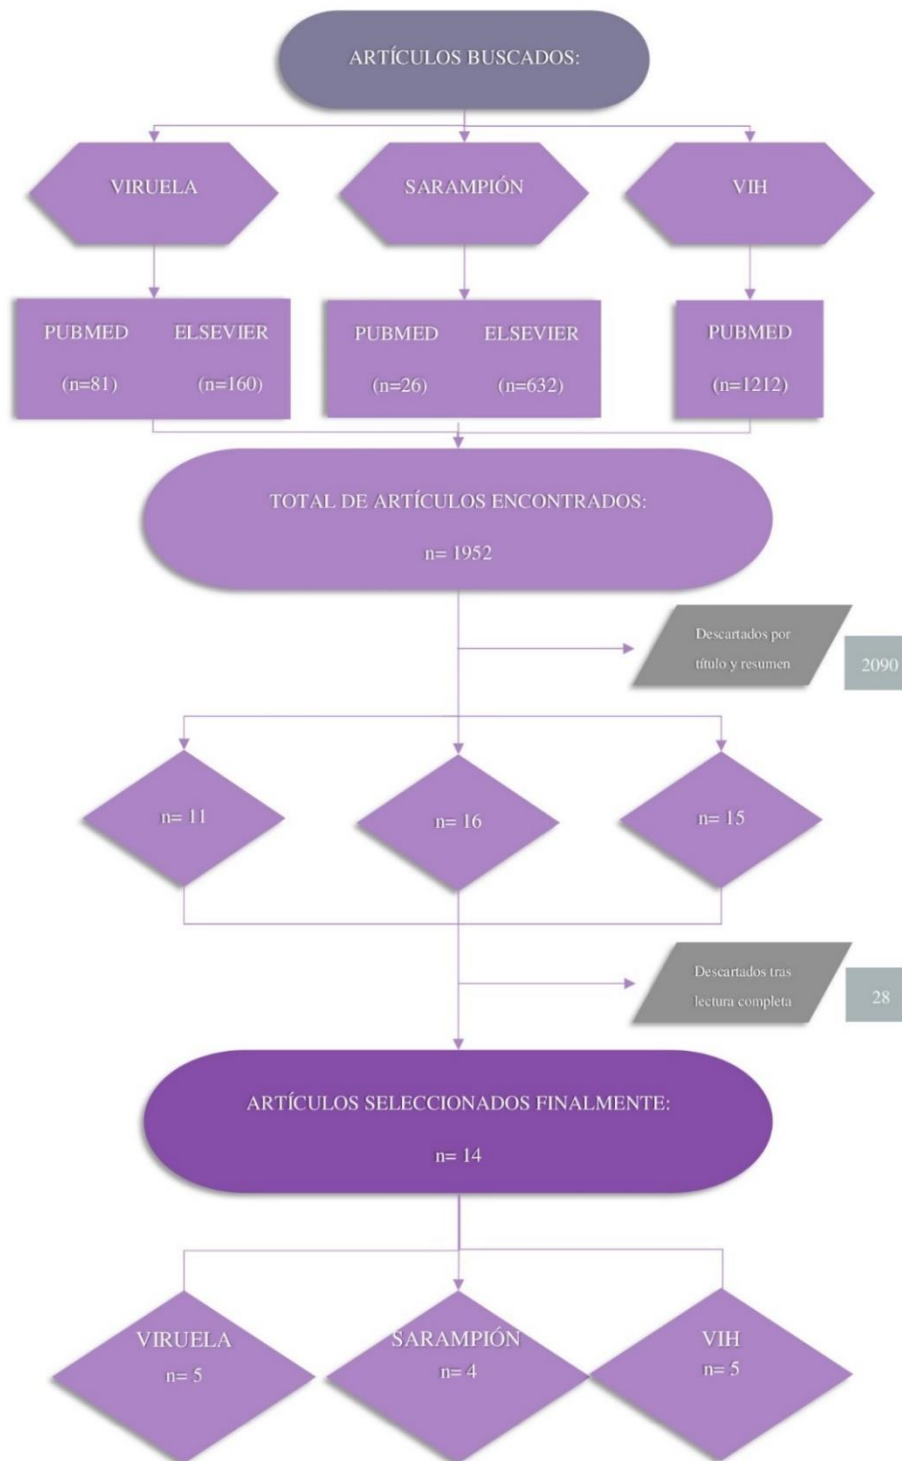 ARTÍCULOS BUSCADOS:
VIRUELA
SARAMPIÓN
VIH
PUBMED ELSEVIER
(n=81) (n=160)
PUBMED ELSEVIER
(n=26) (n=632)
PUBMED
(n=1212)
TOTAL DE ARTÍCULOS ENCONTRADOS:
n= 1952
Descartados por
título y resumen
2090
n= 11
n= 16
n= 15
Descartados tras
lectura completa
28
ARTÍCULOS SELECCIONADOS FINALMENTE:
n= 14
VIRUELA
n= 5
SARAMPIÓN
n= 4
VIH
n= 5